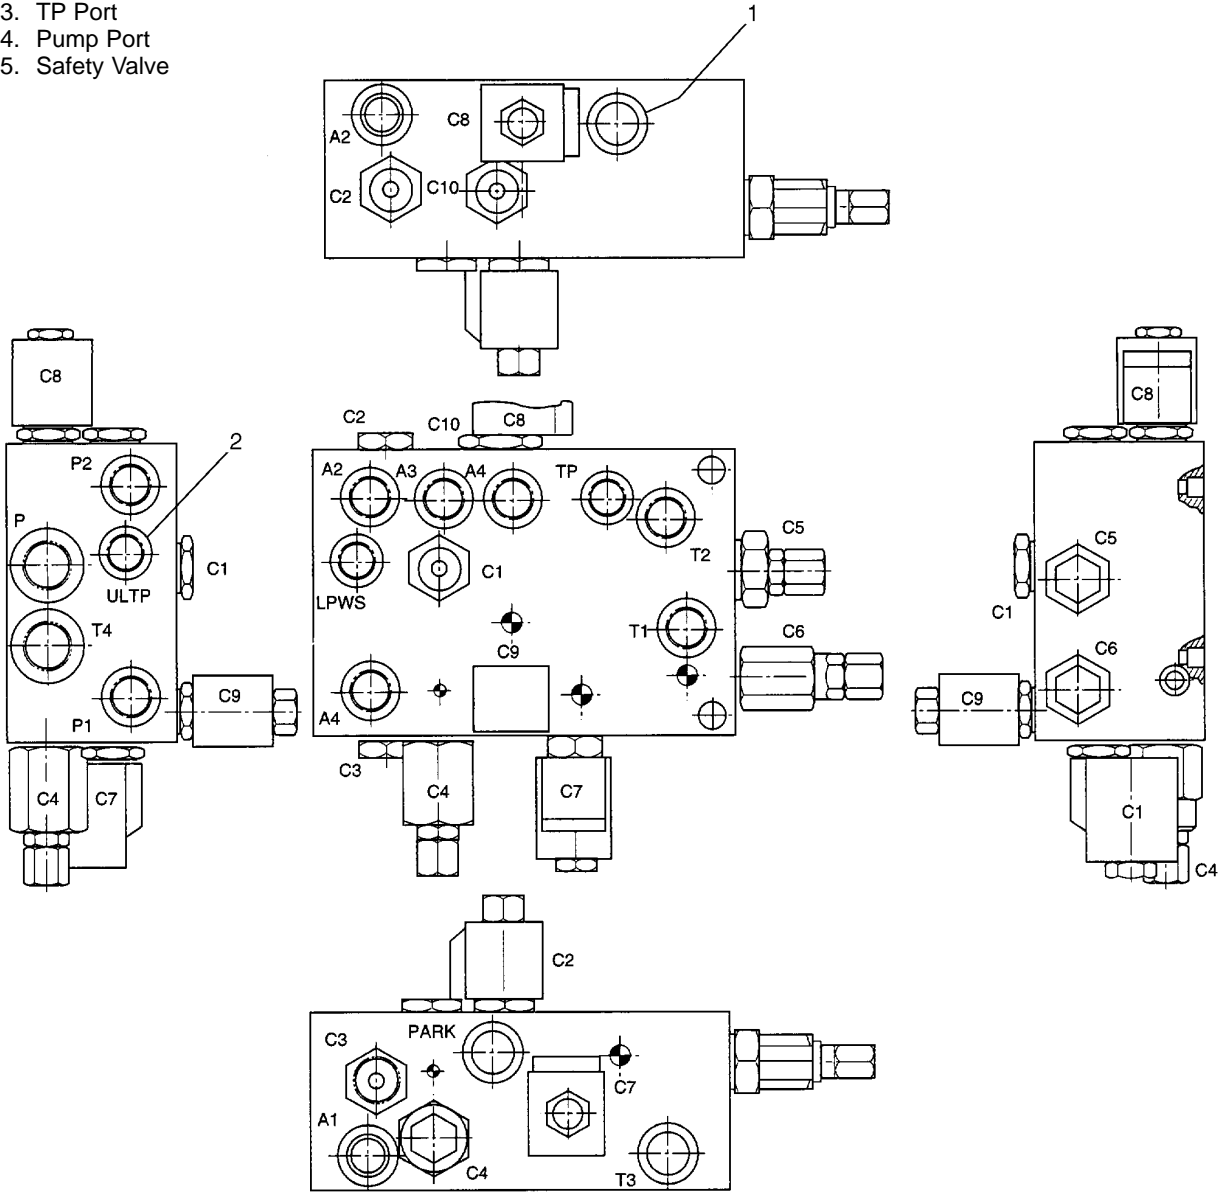 3. TP Port
4. Pump Port
5. Safety Valve
1
A2
C8
C2
C10
C8
P2
2
P
ULTP
C1
T4
P1
C9
C4
C7
C2
C10
C8
A2
A3
A4
TP
C5
T2
C1
LPWS
T1
C6
C9
A4
C3
C4
C7
C8
C5
C1
C6
C9
C1
C4
C2
C3
PARK
C7
A1
C4
T3